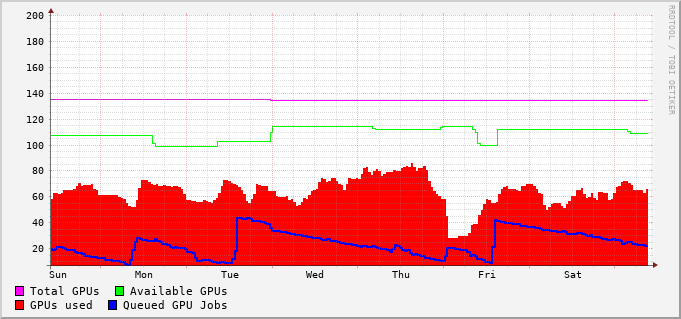 200
180
160
140
120
100
80
60
40
20
Sun Mon Tue Wed Thu Fri Sat
Total GPUs Available GPUs
GPUs used Queued GPU Jobs
RRDTOOL / TOBI OETIKER